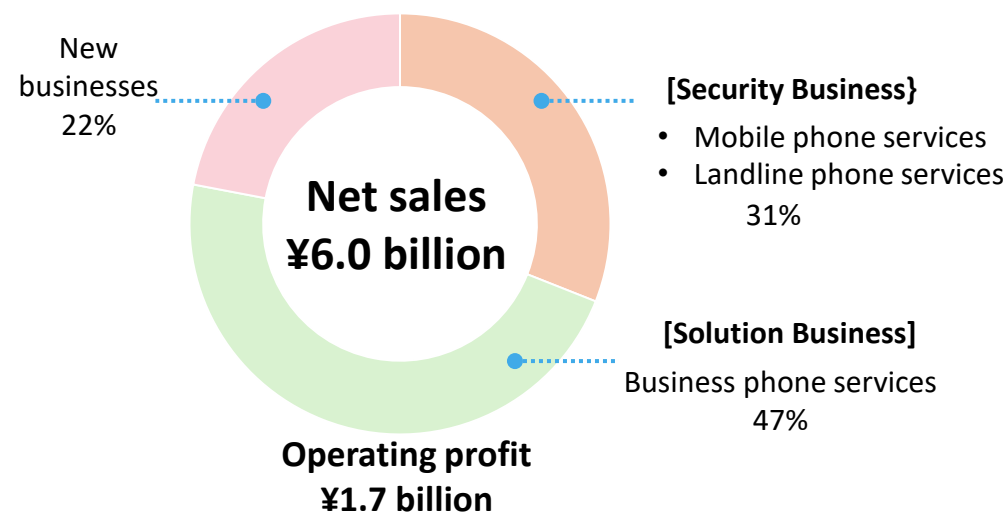 New
businesses
22%
[Security Business}
• Mobile phone services
• Landline phone services
31%
Net sales
¥6.0 billion
[Solution Business]
Business phone services
47%
Operating profit
¥1.7 billion